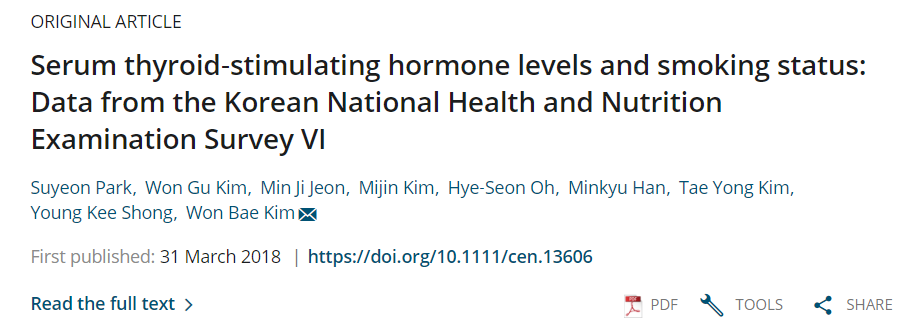 ORIGINAL ARTICLE
Serum thyroid-stimulating hormone levels and smoking status:
Data from the Korean National Health and Nutrition
Examination Survey VI
Suyeon Park, Won Gu Kim, Min Ji Jeon, Mijin Kim, Hye-Seon Oh, Minkyu Han, Tae Yong Kim,
Young Kee Shong, Won Bae Kim
First published: 31 March 2018 | https://doi.org/10.1111/cen.13606
Read the full text > PDF TOOLS SHARE